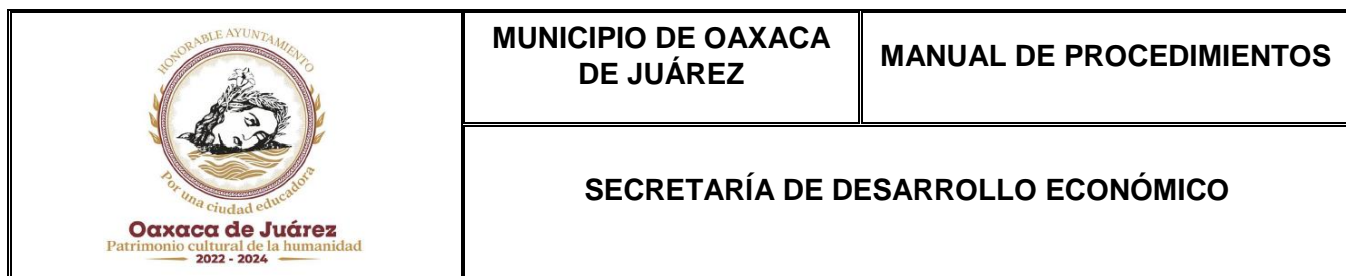 HONORABLE AYUNTAMIENTO
Por una ciudad educadora
Oaxaca de Juárez
Patrimonio cultural de la humanidad
2022 - 2024
MUNICIPIO DE OAXACA
DE JUÁREZ
MANUAL DE PROCEDIMIENTOS
SECRETARÍA DE DESARROLLO ECONÓMICO